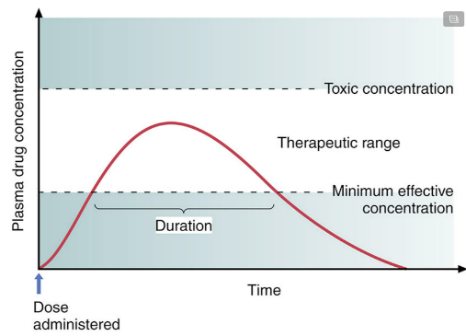 Plasma drug concentration
Toxic concentration
Therapeutic range
Minimum effective
concentration
Duration
Time
Dose
administered